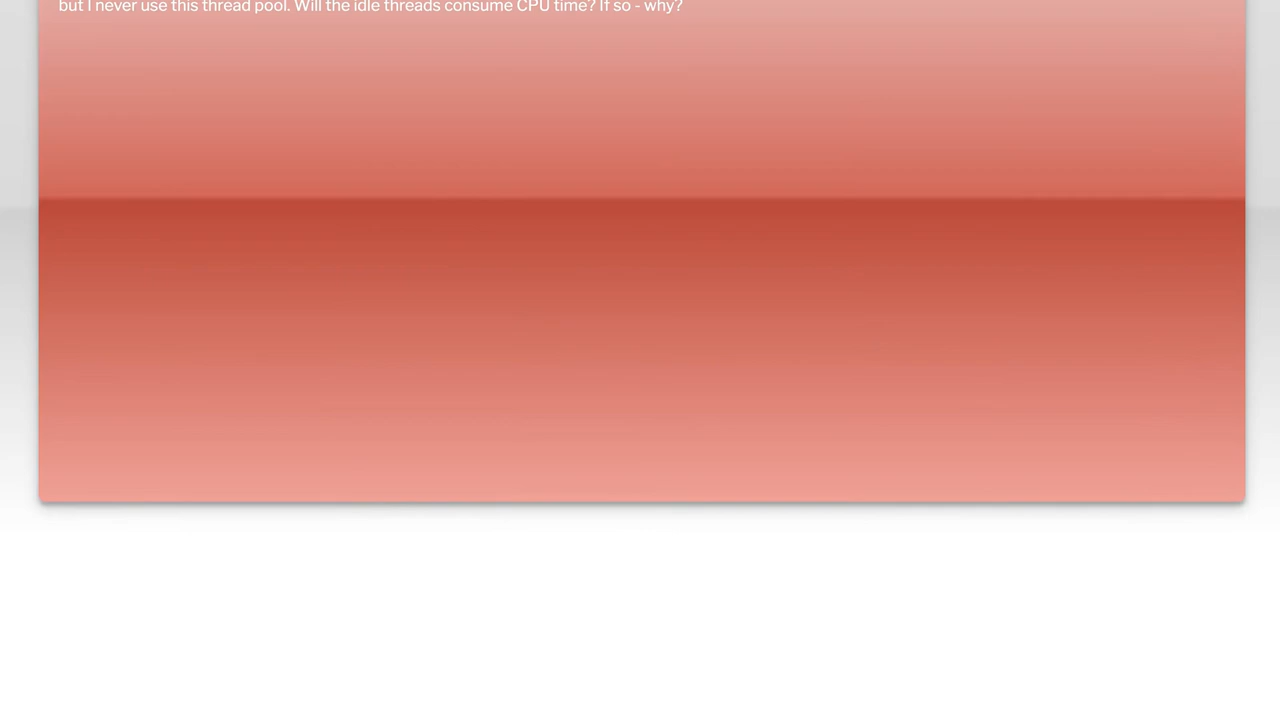 but I never use this thread pool. Will the idle threads consume CPU time? If so - why?